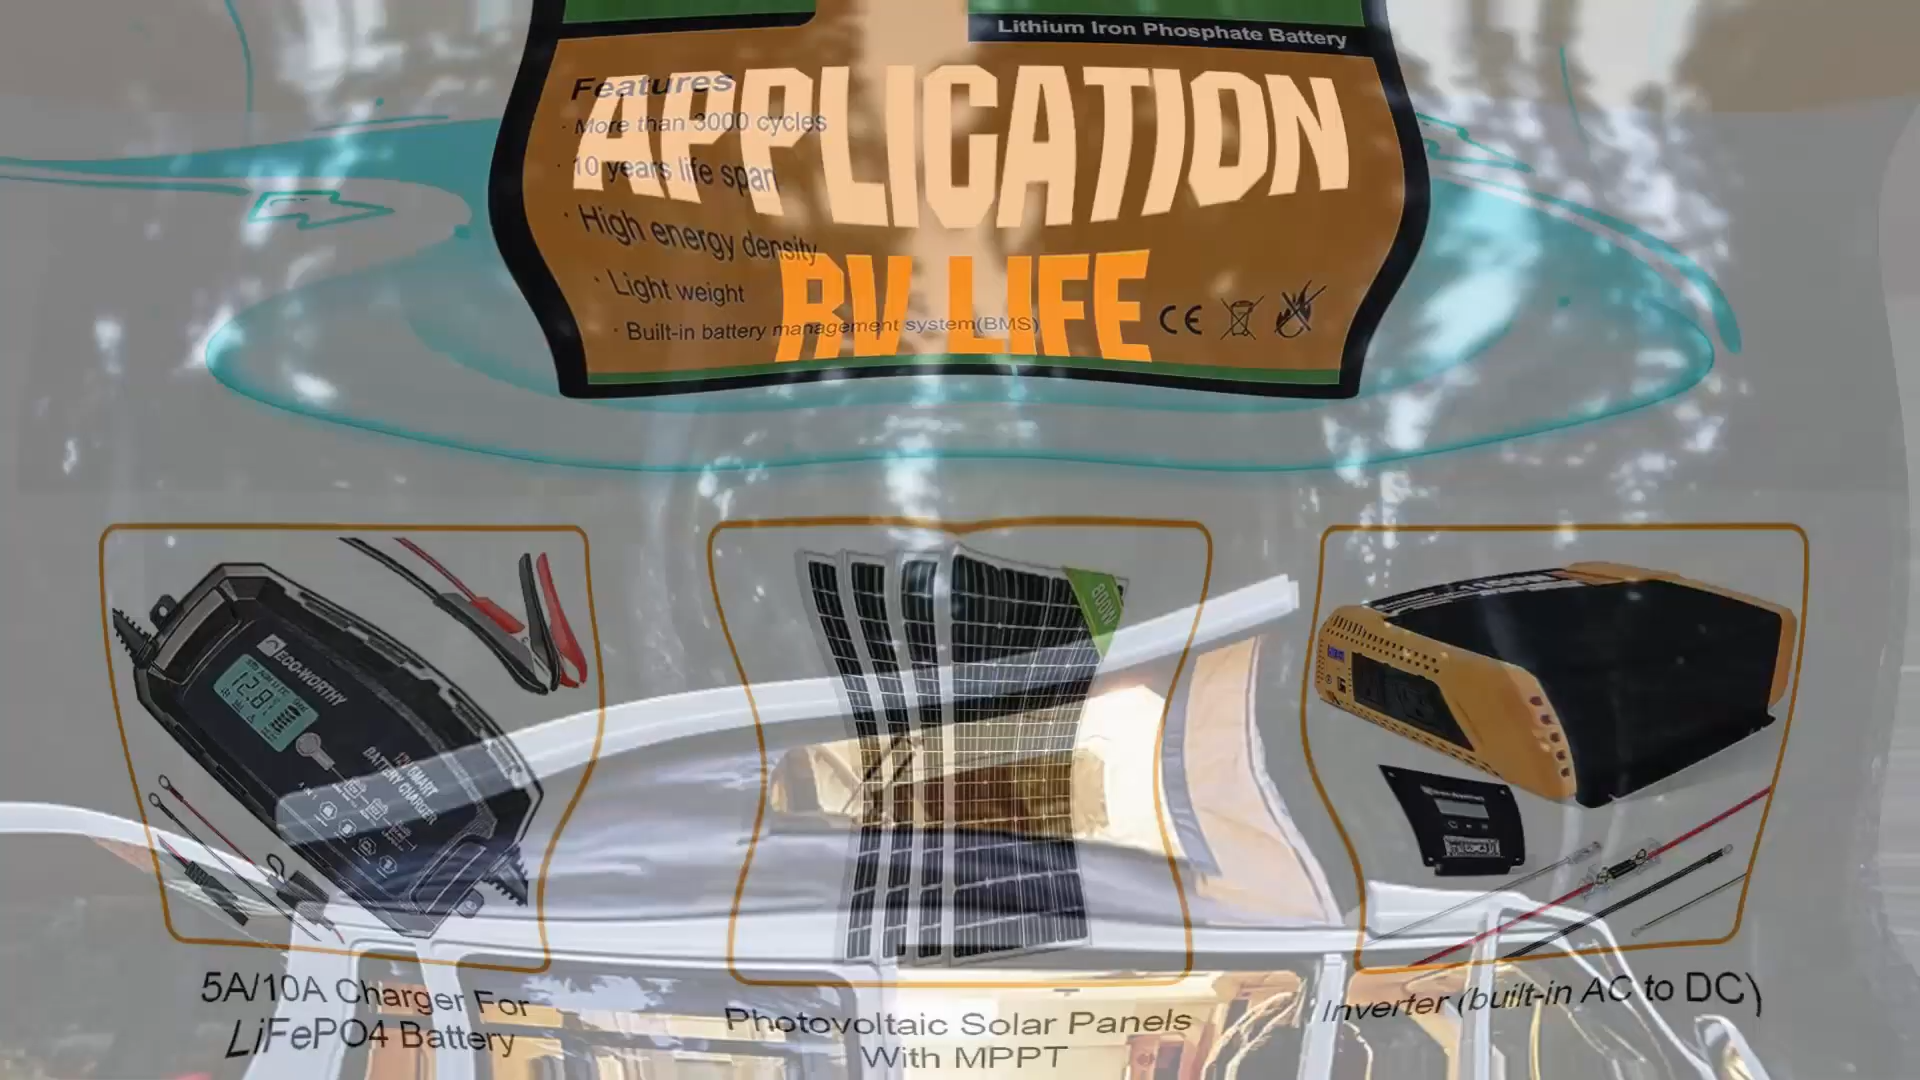 Lithium Iron Phosphate Battery
APPLICATION
Features
· More than 3000 cycles
· 10 years life span
· High energy density
RV LIFE
· Light weight
· Built-in battery management system(BMS)
CE
800W
ECO-WORTHY
12.8
12V SMART
BATTERY CHARGER
5A/10A Charger For
LiFePO4 Battery
Photovoltaic Solar Panels
With MPPT
Inverter (built-in AC to DC)